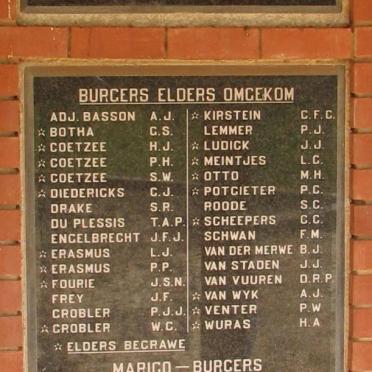 BURGERS ELDERS OMGEKOM
ADJ. BASSON A.J.
☆ BOTHA G.S.
☆ COETZEE H.J.
☆ COETZEE P.H.
☆ COETZEE S.W.
☆ DIEDERICKS C.J.
DRAKE S.R.
DU PLESSIS T.A.P.
ENGELBRECHT J.F.J.
☆ ERASMUS L.J.
☆ ERASMUS P.P.
☆ FOURIE J.S.N.
FREY J.F.
GROBLER P.J.J.
☆ GROBLER W.C.
☆ KIRSTEIN C.F.G.
LEMMER P.J.
☆ LUDICK J.J.
☆ MEINTJES L.C.
☆ OTTO M.H.
☆ POTGIETER P.C.
ROODE S.C.
☆ SCHEEPERS G.C.
SCHWAN F.M.
VAN DER MERWE B.J.
VAN STADEN J.J.
VAN VUUREN D.R.P.
☆ VAN WYK A.J.
☆ VENTER P.W
☆ WURAS H.A
☆ ELDERS BEGRAWE
MARICO — BURGERS